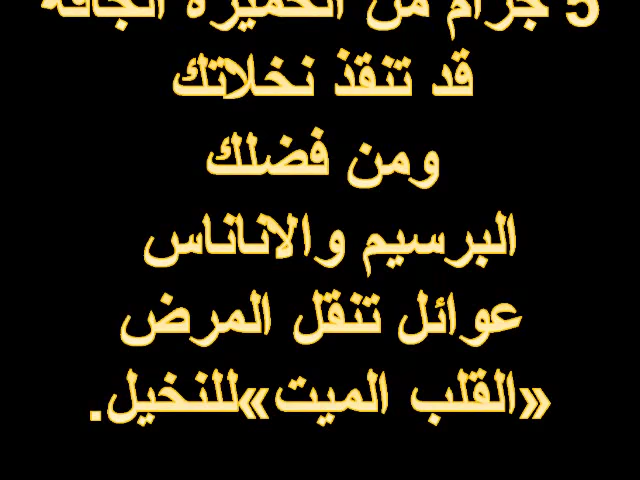 5 جرام من الخميرة الجافة
قد تنقذ نخلاتك
ومن فضلك
البرسيم والاناناس
عوائل تنقل المرض
«القلب الميت»للنخيل.